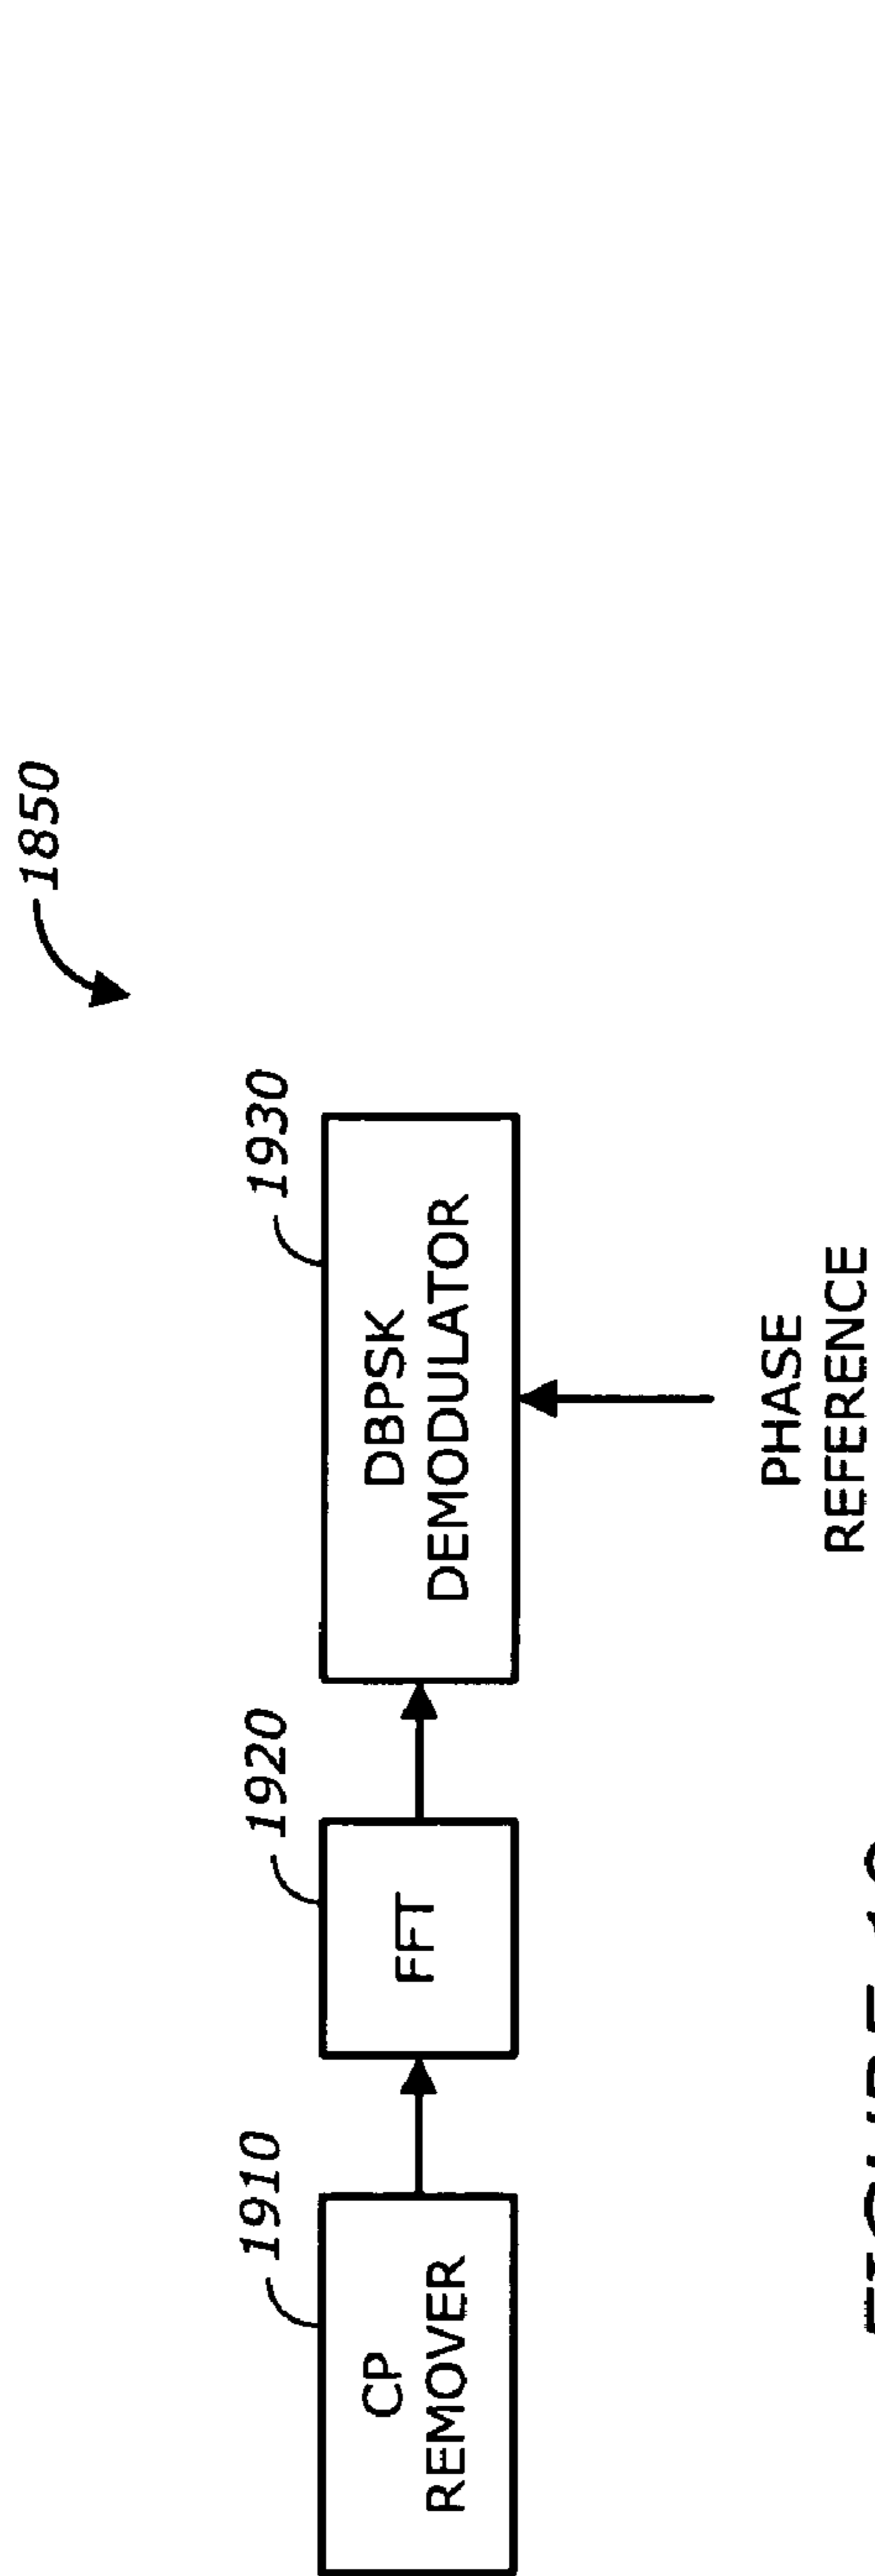 1850
1910
1920
1930
CP
REMOVER
FFT
DBPSK
DEMODULATOR
PHASE
REFERENCE